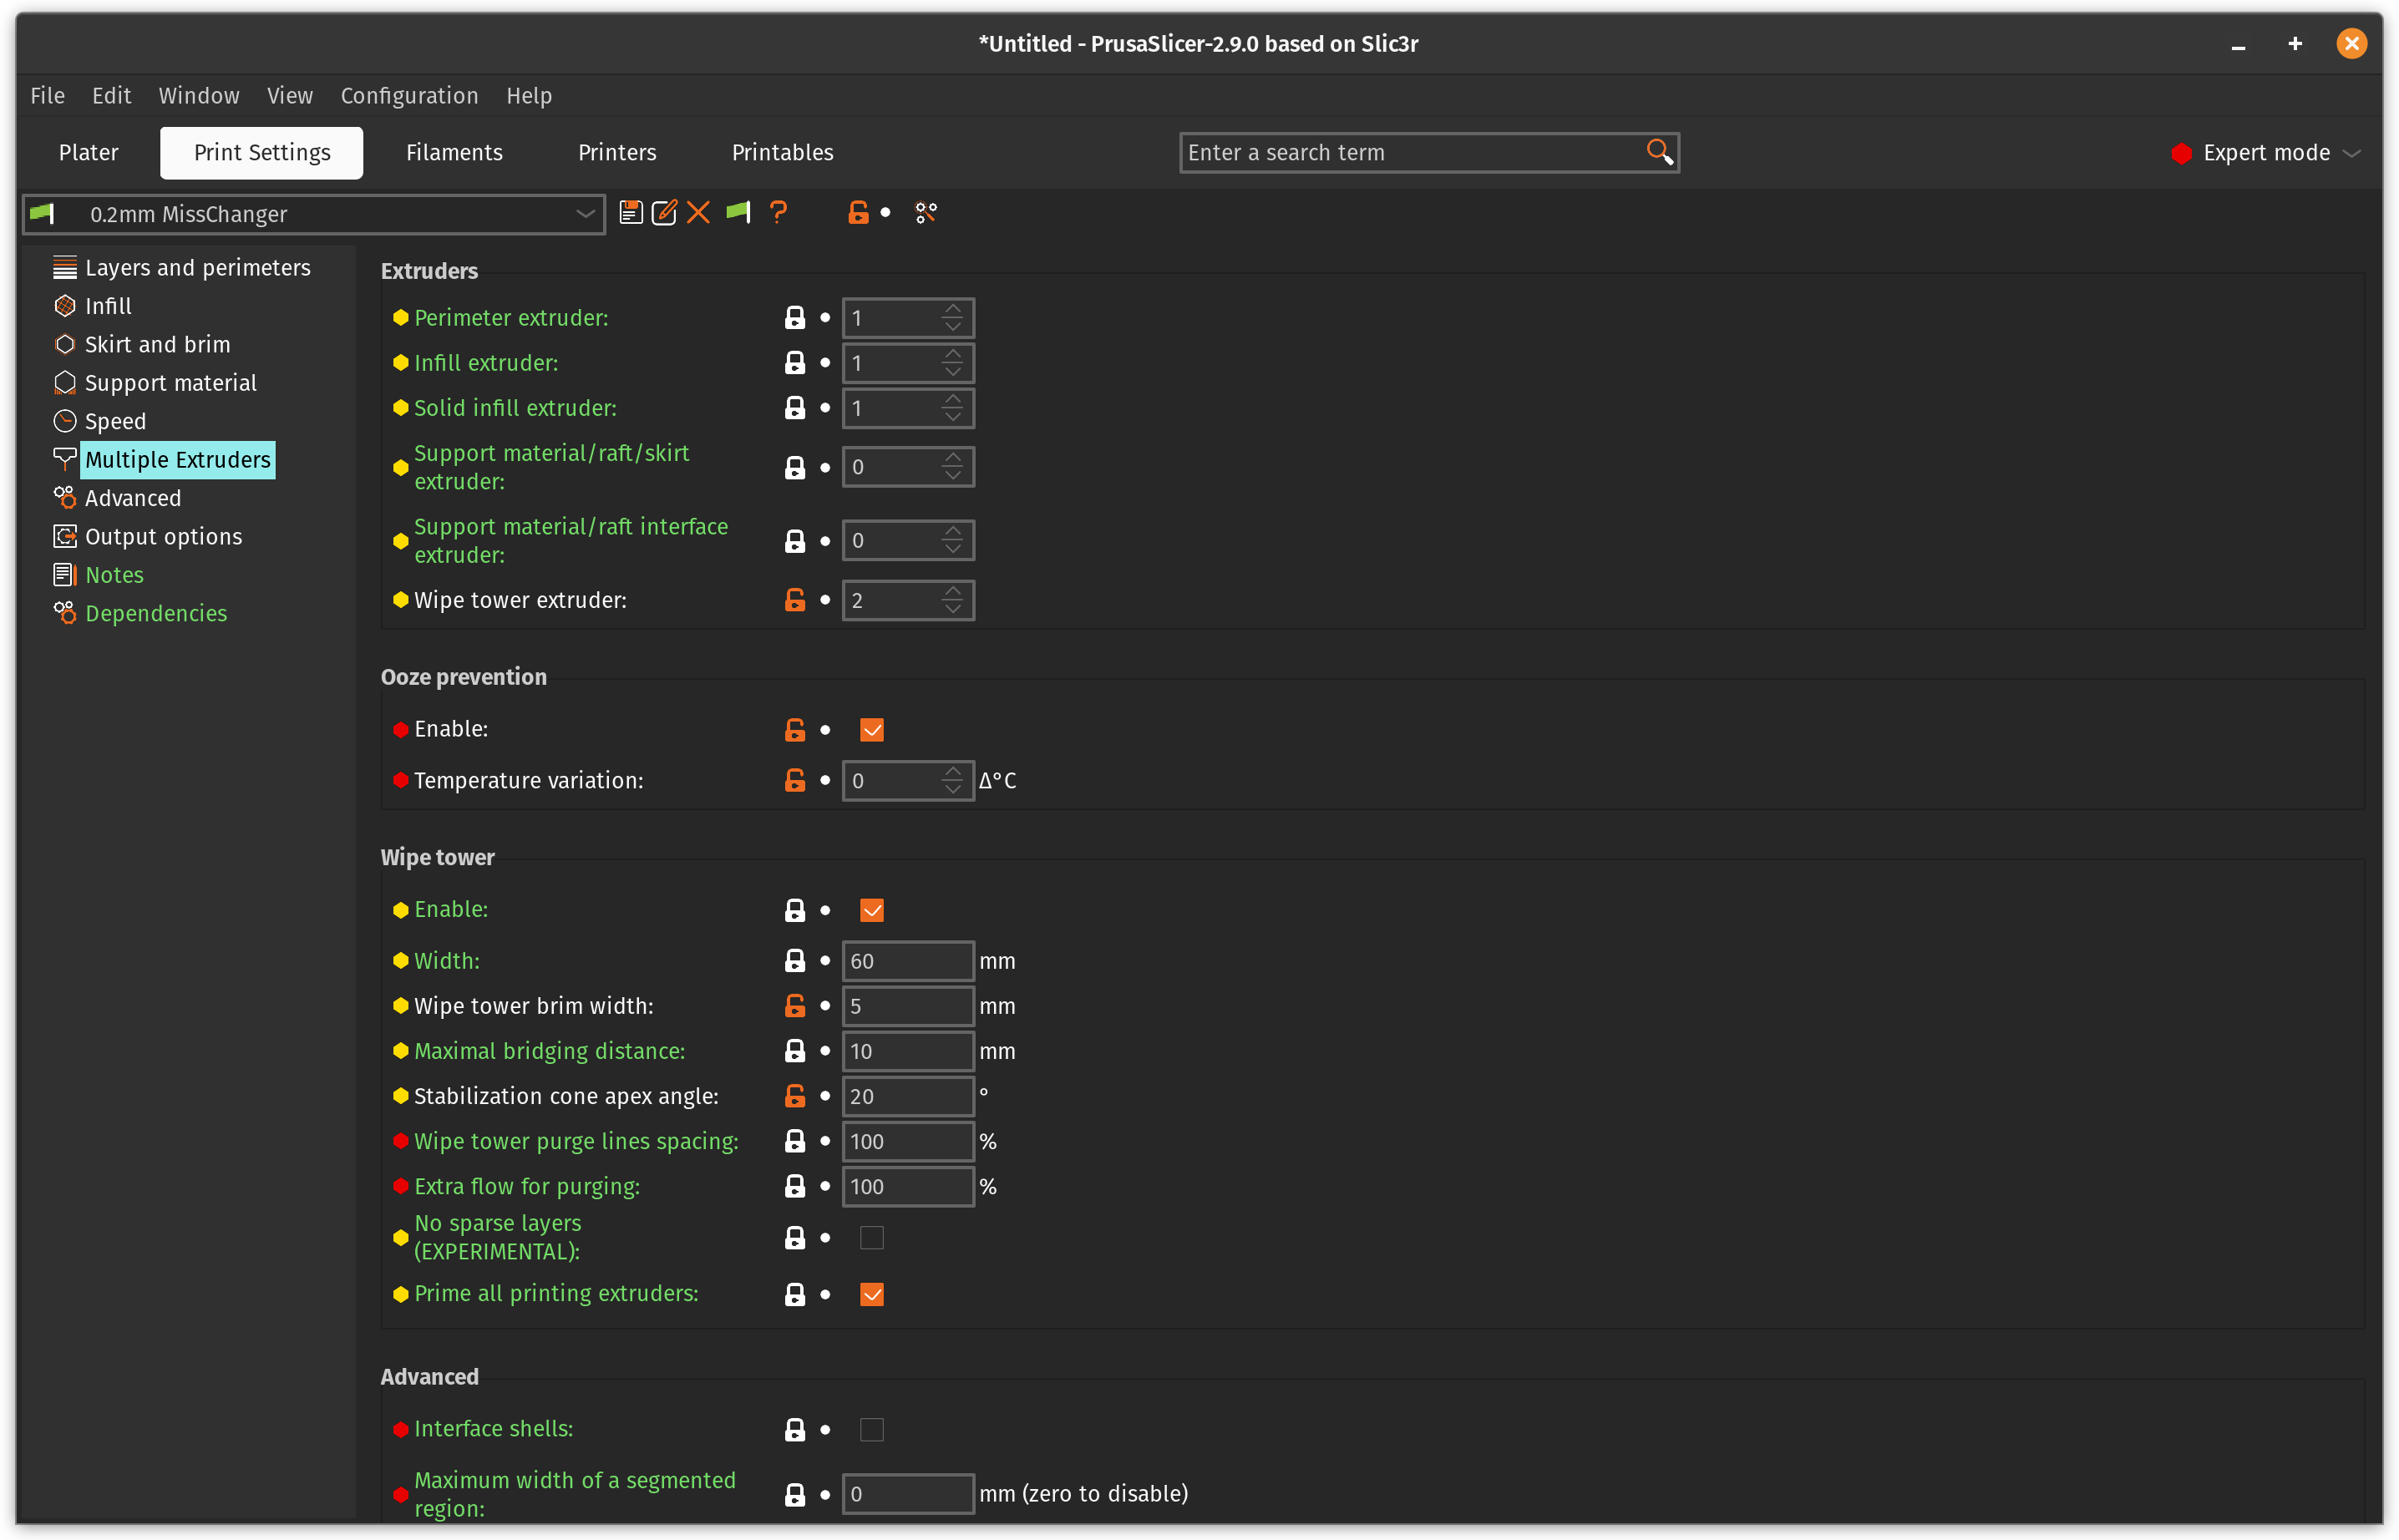 *Untitled - PrusaSlicer-2.9.0 based on Slic3r
File Edit Window View Configuration Help
Plater Print Settings Filaments Printers Printables Enter a search term Expert mode
0.2mm MissChanger
Layers and perimeters
Infill
Skirt and brim
Support material
Speed
Multiple Extruders
Advanced
Output options
Notes
Dependencies
Extruders
Perimeter extruder: 1
Infill extruder: 1
Solid infill extruder: 1
Support material/raft/skirt
extruder: 0
Support material/raft interface
extruder: 0
Wipe tower extruder: 2
Ooze prevention
Enable:
Temperature variation: 0 Δ°C
Wipe tower
Enable:
Width: 60 mm
Wipe tower brim width: 5 mm
Maximal bridging distance: 10 mm
Stabilization cone apex angle: 20 °
Wipe tower purge lines spacing: 100 %
Extra flow for purging: 100 %
No sparse layers
(EXPERIMENTAL):
Prime all printing extruders:
Advanced
Interface shells:
Maximum width of a segmented
region: 0 mm (zero to disable)